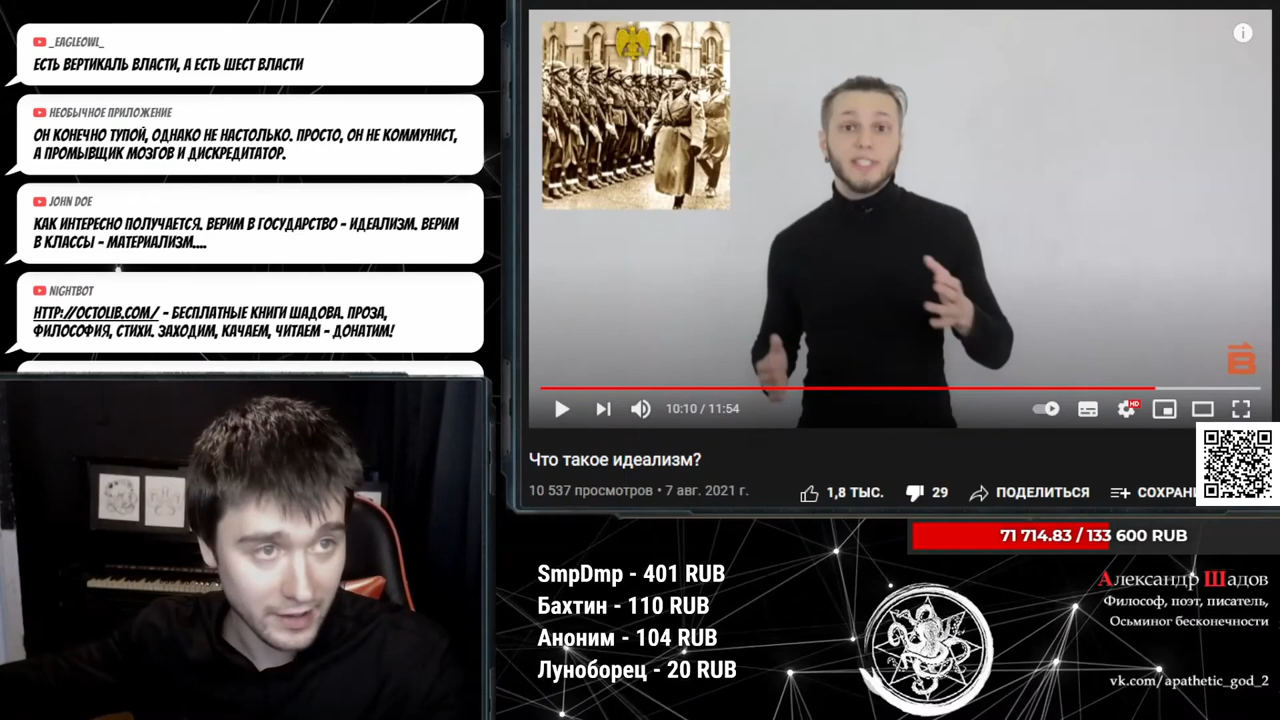 _EAGLEOWL_
ЕСТЬ ВЕРТИКАЛЬ ВЛАСТИ, А ЕСТЬ ШЕСТ ВЛАСТИ
НЕОБЫЧНОЕ ПРИЛОЖЕНИЕ
ОН КОНЕЧНО ТУПОЙ, ОДНАКО НЕ НАСТОЛЬКО. ПРОСТО, ОН НЕ КОММУНИСТ,
А ПРОМЫВЩИК МОЗГОВ И ДИСКРЕДИТАТОР.
JOHN DOE
КАК ИНТЕРЕСНО ПОЛУЧАЕТСЯ. ВЕРИМ В ГОСУДАРСТВО - ИДЕАЛИЗМ. ВЕРИМ
В КЛАССЫ - МАТЕРИАЛИЗМ....
NIGHTBOT
HTTP://OCTOLIB.COM/ - БЕСПЛАТНЫЕ КНИГИ ШАДОВА. ПРОЗА,
ФИЛОСОФИЯ, СТИХИ. ЗАХОДИМ, КАЧАЕМ, ЧИТАЕМ - ДОНАТИМ!
10:10 / 11:54
HD
B
Что такое идеализм?
10 537 просмотров • 7 авг. 2021 г.
1,8 ТЫС.
29
ПОДЕЛИТЬСЯ
СОХРАН
71 714.83 / 133 600 RUB
SmpDmp - 401 RUB
Бахтин - 110 RUB
Аноним - 104 RUB
Луноборец - 20 RUB
Александр Шадов
Философ, поэт, писатель,
Осьминог бесконечности
vk.com/apathetic_god_2